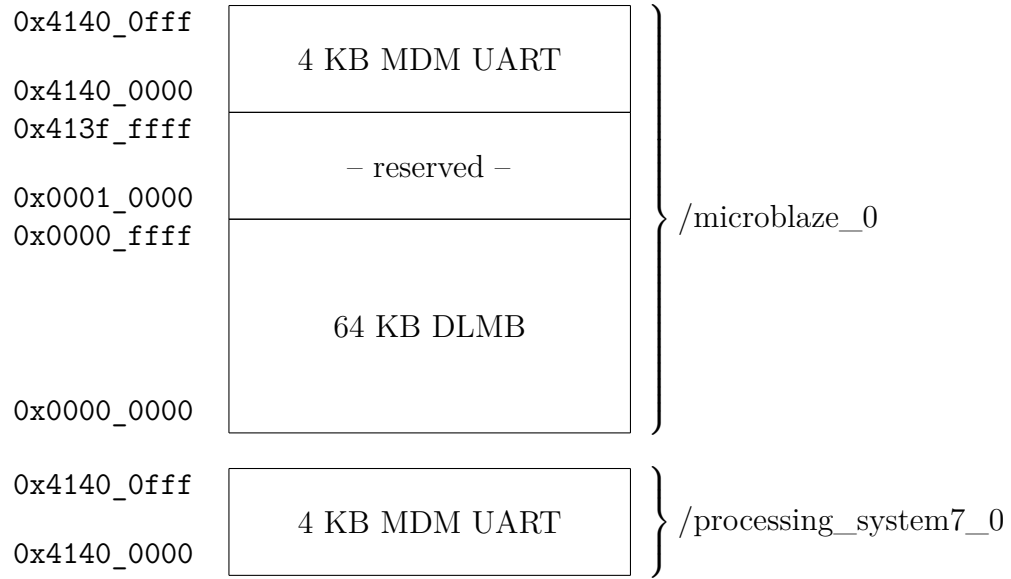 0x4140_0fff
4 KB MDM UART
0x4140_0000
0x413f_ffff
– reserved –
0x0001_0000
/microblaze_0
0x0000_ffff
64 KB DLMB
0x0000_0000
0x4140_0fff
4 KB MDM UART
/processing_system7_0
0x4140_0000